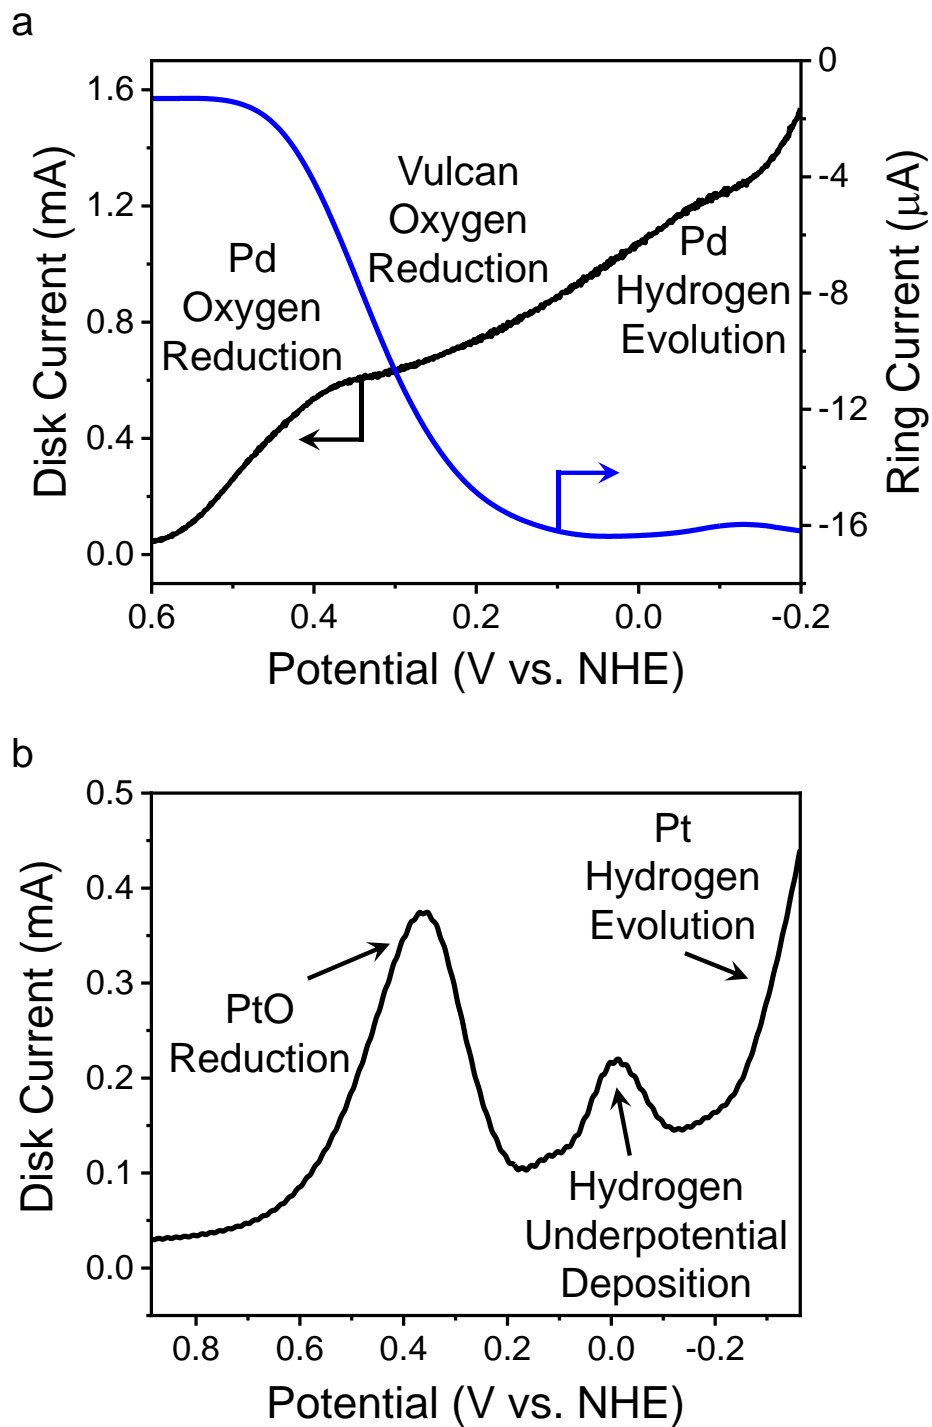 a
0
1.6
1.2
0.8
0.4
0.0
-4
-8
-12
-16
Disk Current (mA)
Ring Current (μA)
Vulcan
Oxygen
Reduction
Pd
Oxygen
Reduction
Pd
Hydrogen
Evolution
0.6
0.4
0.2
0.0
-0.2
Potential (V vs. NHE)
b
0.5
0.4
0.3
0.2
0.1
0.0
Disk Current (mA)
Pt
Hydrogen
Evolution
PtO
Reduction
Hydrogen
Underpotential
Deposition
0.8
0.6
0.4
0.2
0.0
-0.2
Potential (V vs. NHE)